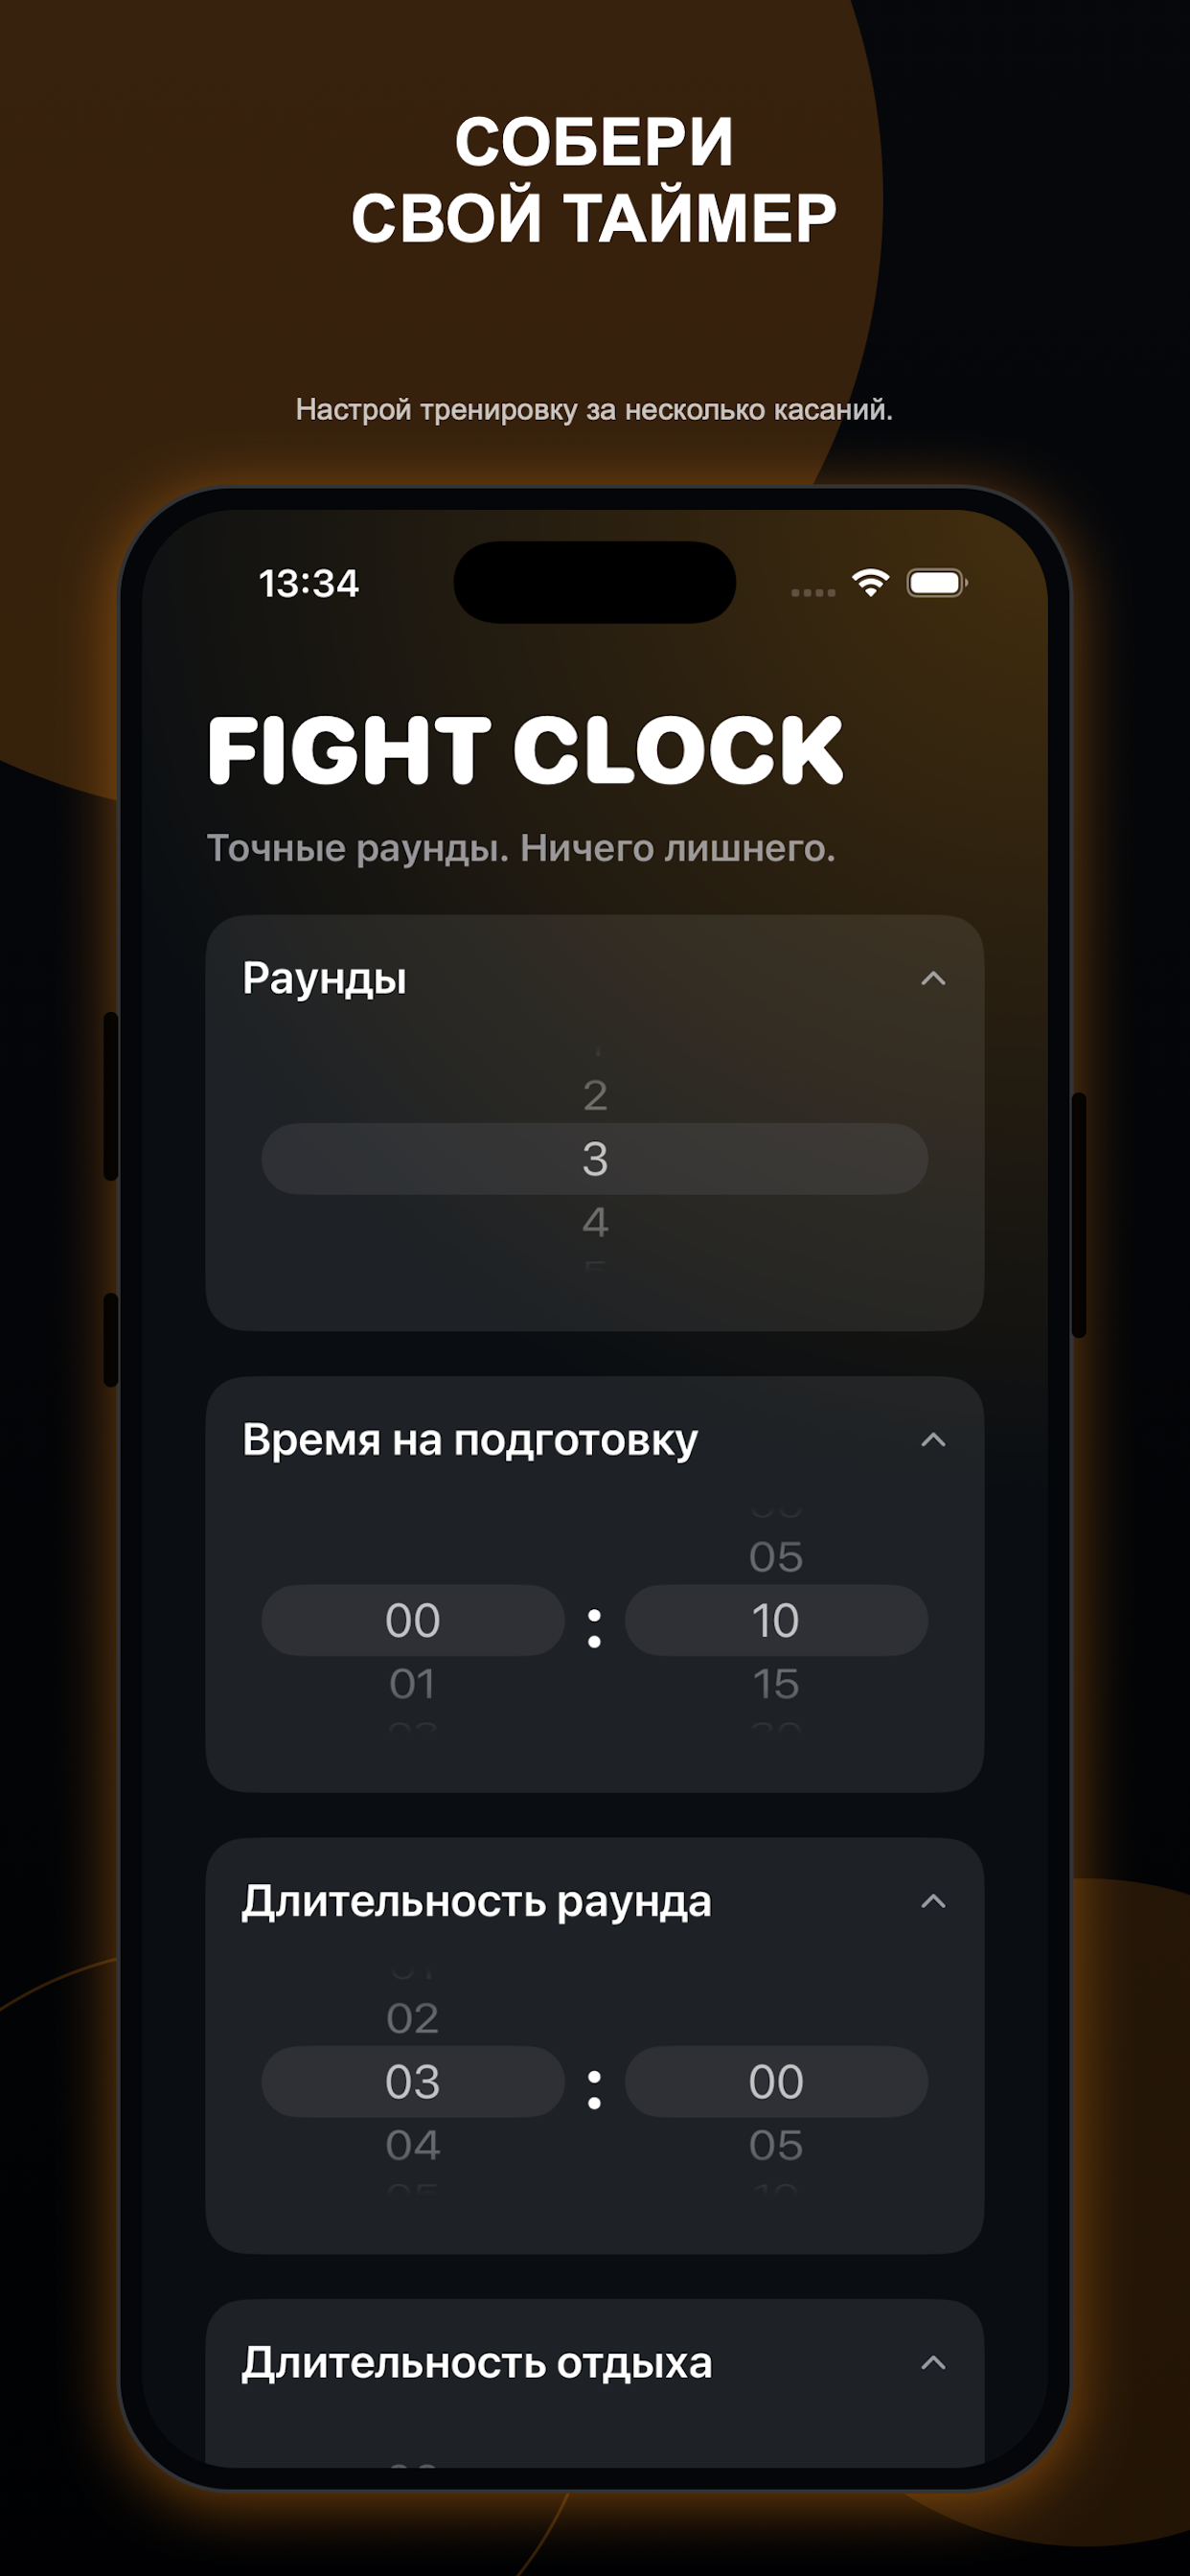 СОБЕРИ
СВОЙ ТАЙМЕР
Настрой тренировку за несколько касаний.
13:34
FIGHT CLOCK
Точные раунды. Ничего лишнего.
Раунды
2
3
4
Время на подготовку
05
00 : 10
01 15
Длительность раунда
02
03 : 00
04 05
Длительность отдыха